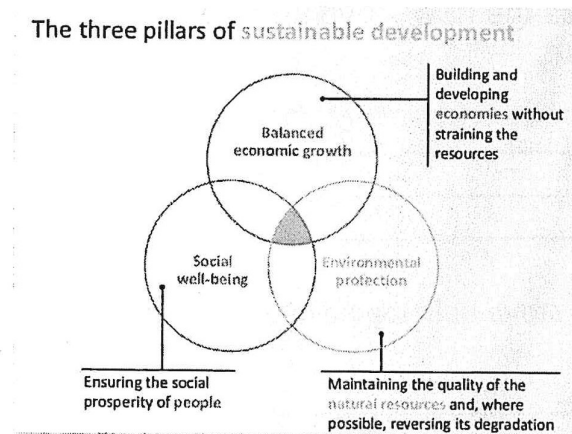 The three pillars of sustainable development
Building and
developing
economies without
straining the
resources
Balanced
economic growth
Social
well-being
Environmental
protection
Ensuring the social
prosperity of people
Maintaining the quality of the
natural resources and, where
possible, reversing its degradation